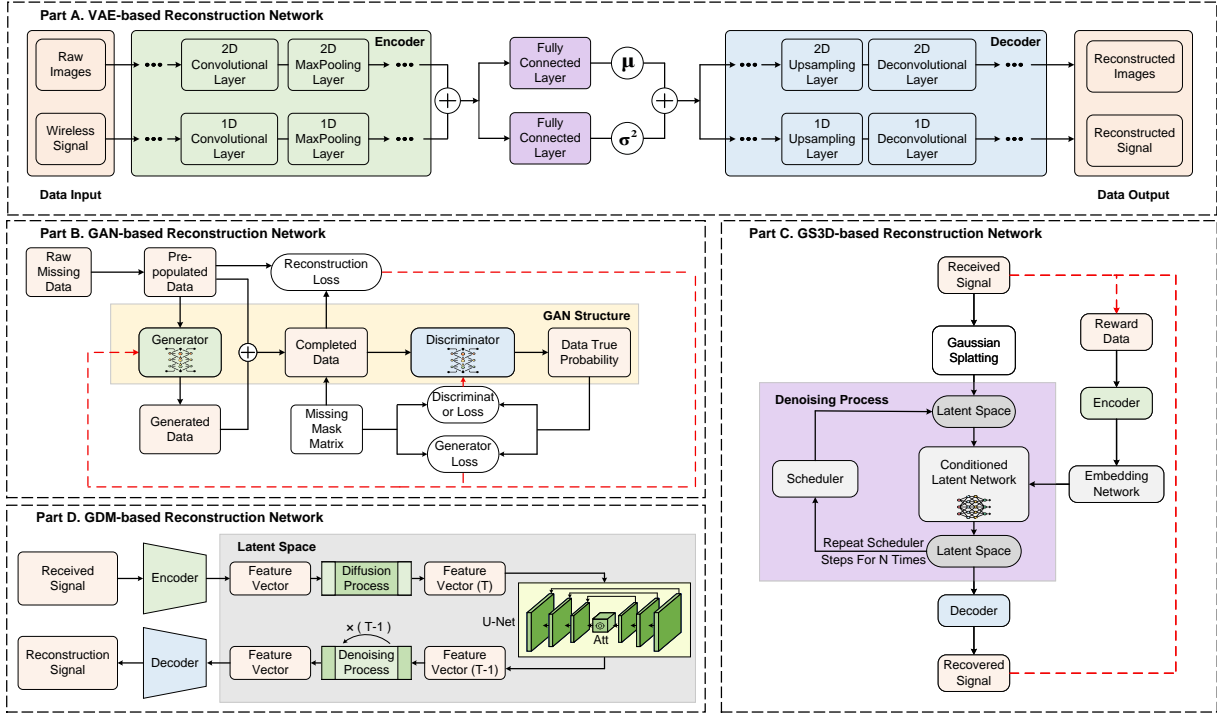 Part A. VAE-based Reconstruction Network
Raw
Images
Wireless
Signal
Data Input
Encoder
•••
2D
Convolutional
Layer
2D
MaxPooling
Layer
•••
•••
1D
Convolutional
Layer
1D
MaxPooling
Layer
•••
Fully
Connected
Layer
μ
Fully
Connected
Layer
σ²
Decoder
•••
2D
Upsampling
Layer
2D
Deconvolutional
Layer
•••
•••
1D
Upsampling
Layer
1D
Deconvolutional
Layer
•••
Reconstructed
Images
Reconstructed
Signal
Data Output
Part B. GAN-based Reconstruction Network
Raw
Missing
Data
Pre-
populated
Data
Reconstruction
Loss
GAN Structure
Generator
Completed
Data
Discriminator
Data True
Probability
Generated
Data
Missing
Mask
Matrix
Discriminat
or Loss
Generator
Loss
Part C. GS3D-based Reconstruction Network
Received
Signal
Reward
Data
Gaussian
Splatting
Denoising Process
Latent Space
Encoder
Scheduler
Conditioned
Latent Network
Embedding
Network
Repeat Scheduler
Steps For N Times
Latent Space
Decoder
Recovered
Signal
Part D. GDM-based Reconstruction Network
Latent Space
Received
Signal
Encoder
Feature
Vector
Diffusion
Process
Feature
Vector (T)
U-Net
Att
× ( T-1 )
Reconstruction
Signal
Decoder
Feature
Vector
Denoising
Process
Feature
Vector (T-1)